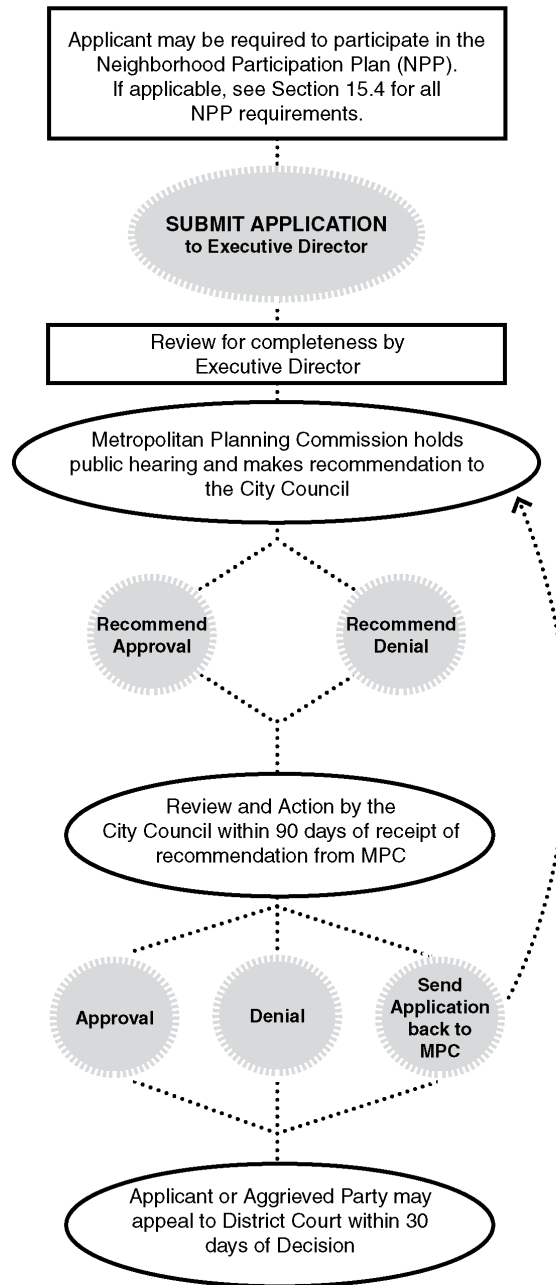 Applicant may be required to participate in the
Neighborhood Participation Plan (NPP).
If applicable, see Section 15.4 for all
NPP requirements.
SUBMIT APPLICATION
to Executive Director
Review for completeness by
Executive Director
Metropolitan Planning Commission holds
public hearing and makes recommendation to
the City Council
Recommend
Approval
Recommend
Denial
Review and Action by the
City Council within 90 days of receipt of
recommendation from MPC
Approval
Denial
Send
Application
back to
MPC
Applicant or Aggrieved Party may
appeal to District Court within 30
days of Decision